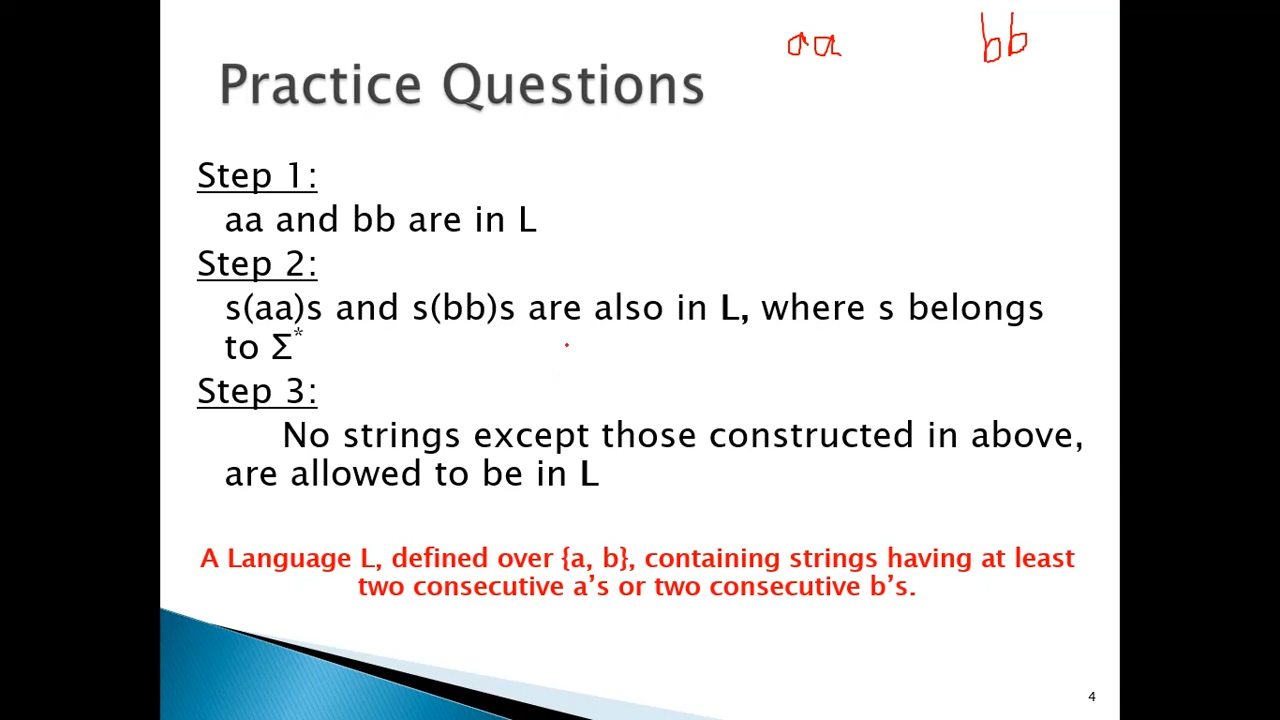 aa bb
Practice Questions
Step 1:
aa and bb are in L
Step 2:
s(aa)s and s(bb)s are also in L, where s belongs
to Σ*
Step 3:
No strings except those constructed in above,
are allowed to be in L
A Language L, defined over {a, b}, containing strings having at least
two consecutive a’s or two consecutive b’s.
4